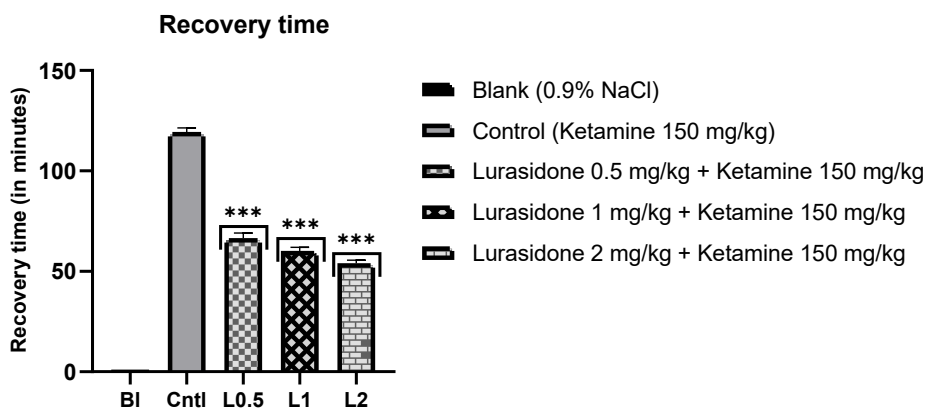 Recovery time
Recovery time (in minutes)
150
100
50
0
***
***
***
Bl
Cntl
L0.5
L1
L2
Blank (0.9% NaCl)
Control (Ketamine 150 mg/kg)
Lurasidone 0.5 mg/kg + Ketamine 150 mg/kg
Lurasidone 1 mg/kg + Ketamine 150 mg/kg
Lurasidone 2 mg/kg + Ketamine 150 mg/kg